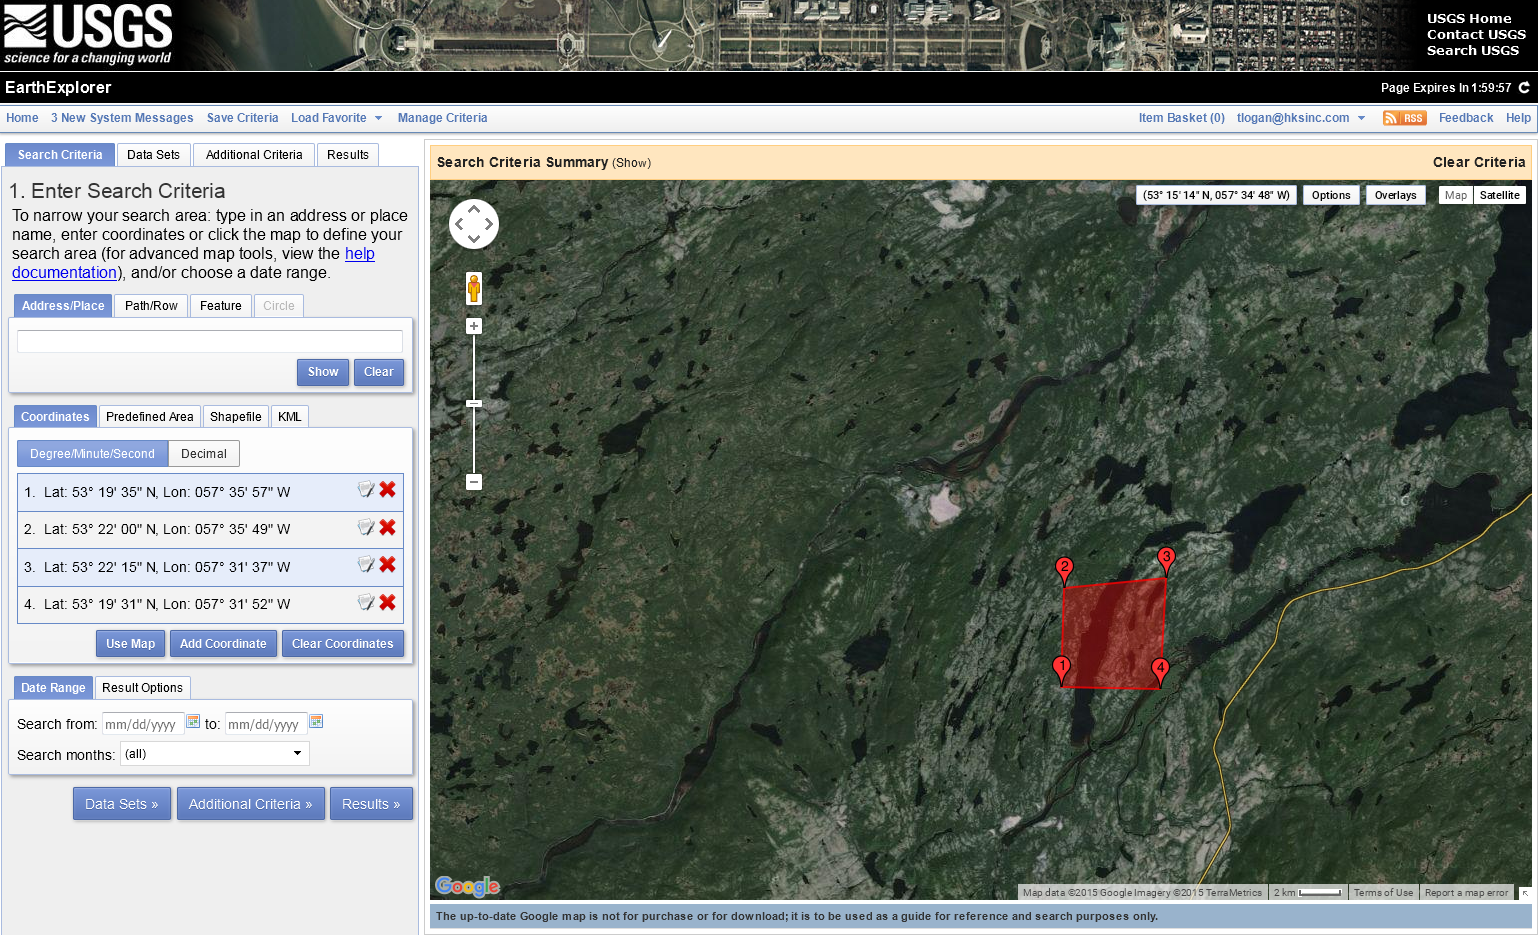 USGS
science for a changing world
USGS Home
Contact USGS
Search USGS
EarthExplorer
Page Expires In 1:59:57
Home 3 New System Messages Save Criteria Load Favorite Manage Criteria
Item Basket (0) tlogan@hksinc.com RSS Feedback Help
Search Criteria Data Sets Additional Criteria Results
1. Enter Search Criteria
To narrow your search area: type in an address or place
name, enter coordinates or click the map to define your
search area (for advanced map tools, view the help
documentation), and/or choose a date range.
Address/Place Path/Row Feature Circle
Show Clear
Coordinates Predefined Area Shapefile KML
Degree/Minute/Second Decimal
1. Lat: 53° 19' 35" N, Lon: 057° 35' 57" W
2. Lat: 53° 22' 00" N, Lon: 057° 35' 49" W
3. Lat: 53° 22' 15" N, Lon: 057° 31' 37" W
4. Lat: 53° 19' 31" N, Lon: 057° 31' 52" W
Use Map Add Coordinate Clear Coordinates
Date Range Result Options
Search from: mm/dd/yyyy to: mm/dd/yyyy
Search months: (all)
Data Sets » Additional Criteria » Results »
Search Criteria Summary (Show)
Clear Criteria
(53° 15' 14" N, 057° 34' 48" W) Options Overlays Map Satellite
2
3
1
4
Google
Map data ©2015 Google Imagery ©2015 TerraMetrics 2 km Terms of Use Report a map error
The up-to-date Google map is not for purchase or for download; it is to be used as a guide for reference and search purposes only.